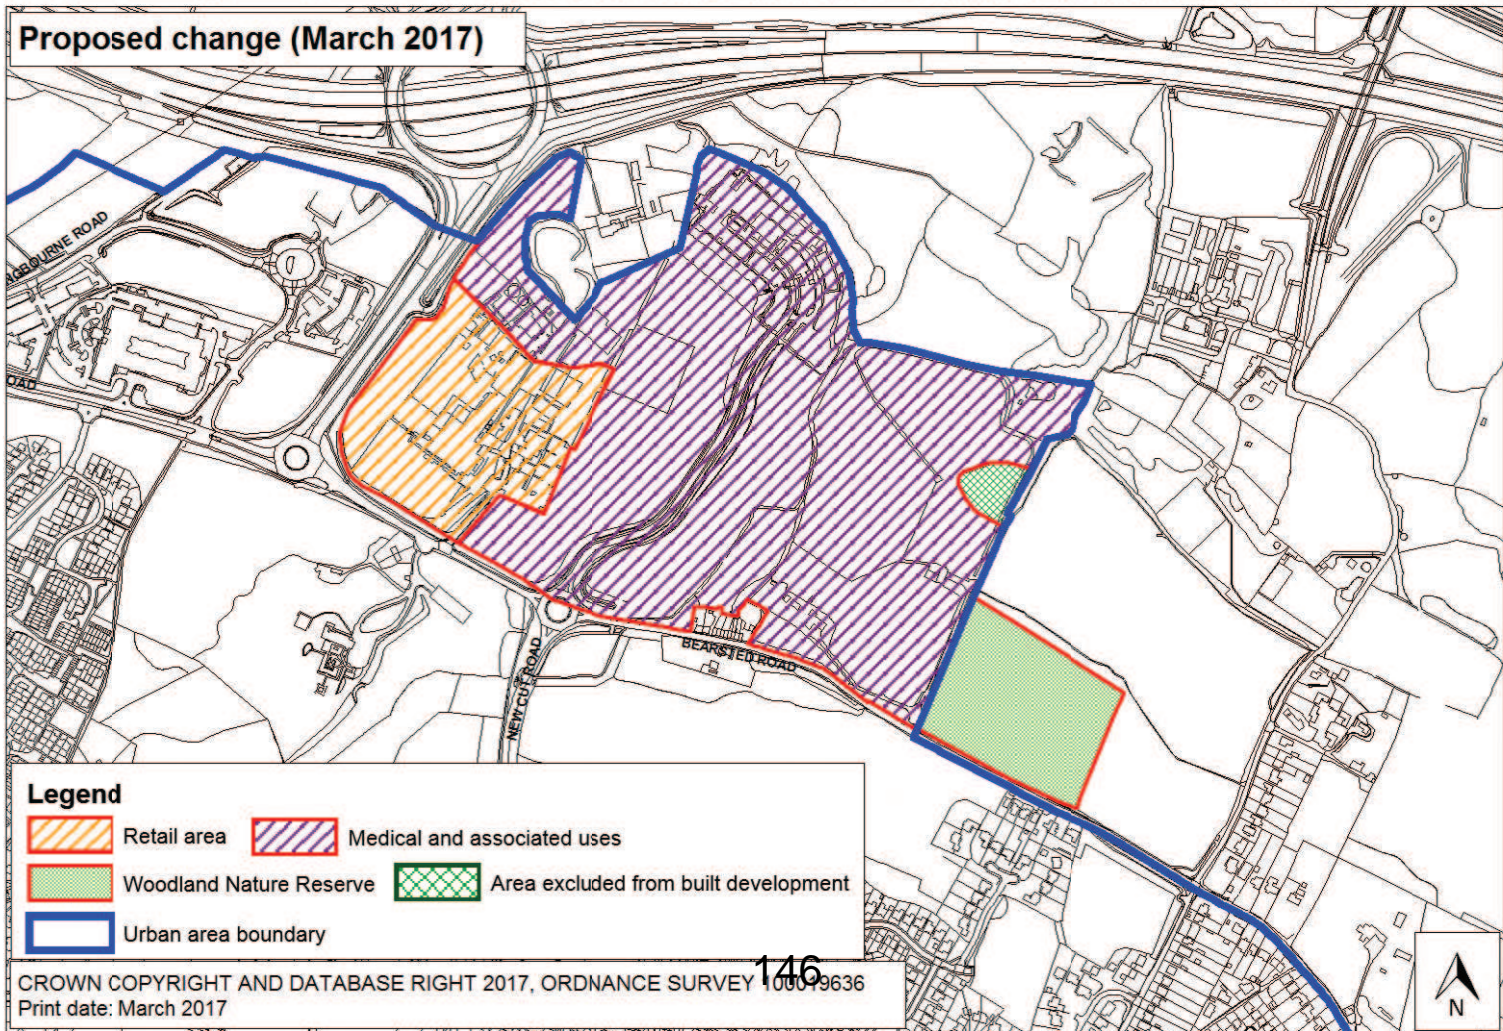 Proposed change (March 2017)
NGBOURNE ROAD
OAD
NEW CUT ROAD
BEARSTED ROAD
Legend
Retail area
Medical and associated uses
Woodland Nature Reserve
Area excluded from built development
Urban area boundary
146
CROWN COPYRIGHT AND DATABASE RIGHT 2017, ORDNANCE SURVEY 100019636
Print date: March 2017
N